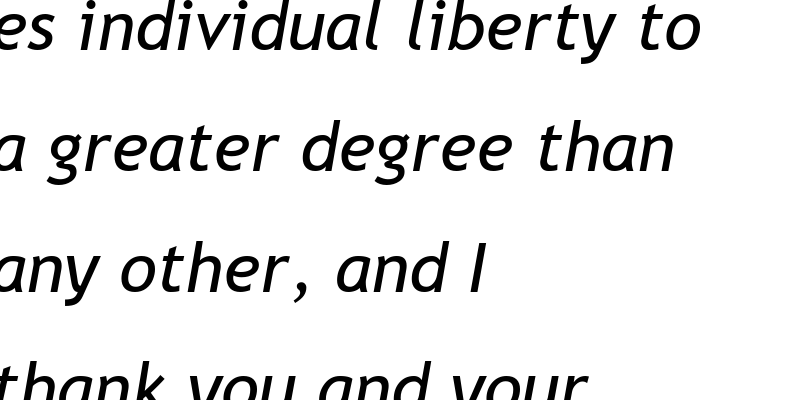 es individual liberty to
a greater degree than
any other, and I
thank you and your